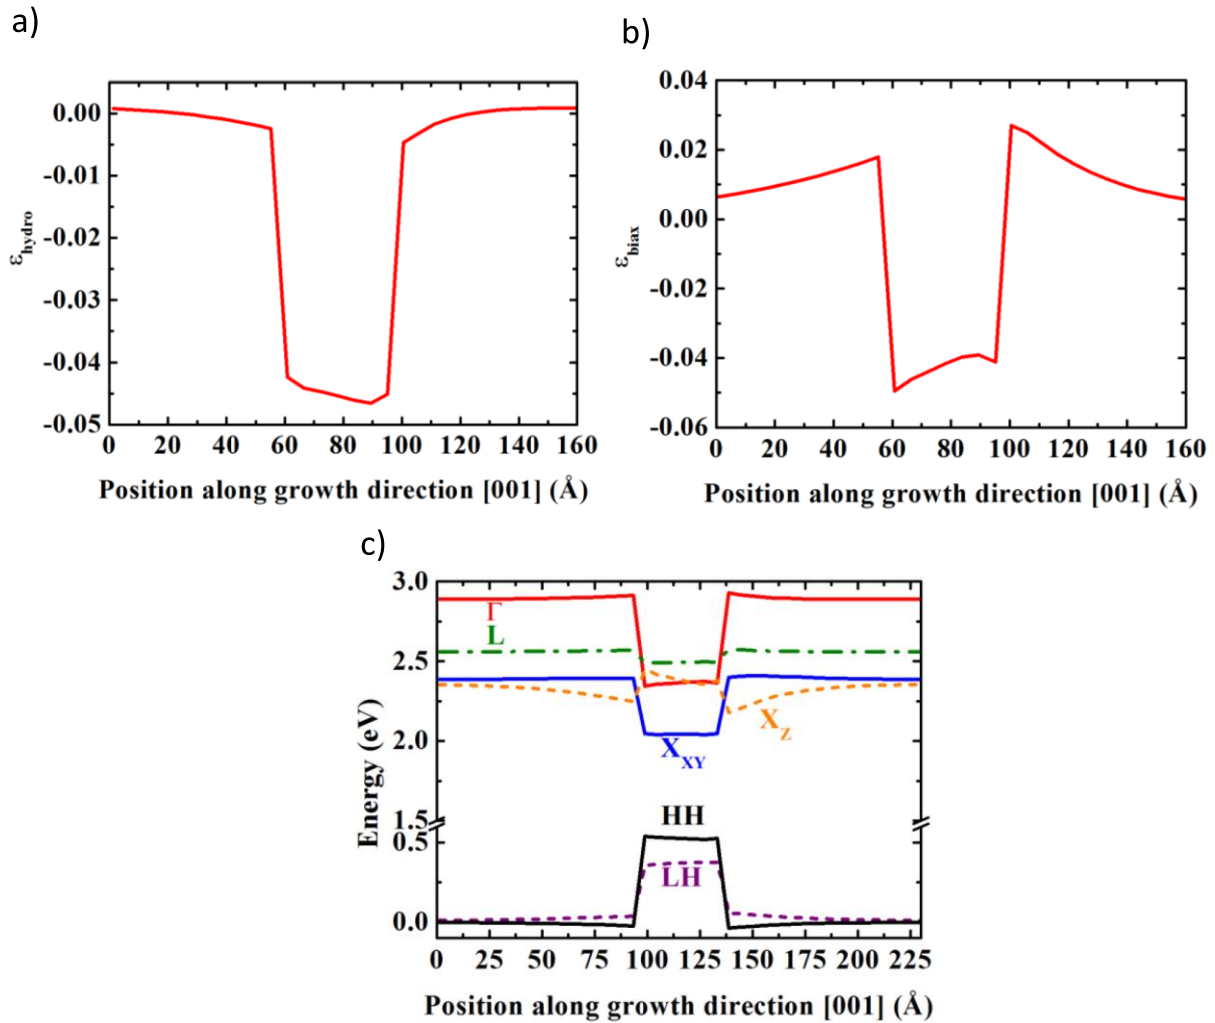 a)
0.00
-0.01
-0.02
-0.03
-0.04
-0.05
εhydro
0 20 40 60 80 100 120 140 160
Position along growth direction [001] (Å)
b)
0.04
0.02
0.00
-0.02
-0.04
-0.06
εbiax
0 20 40 60 80 100 120 140 160
Position along growth direction [001] (Å)
c)
3.0
2.5
2.0
1.5
0.5
0.0
Energy (eV)
Γ
L
XZ
XXY
HH
LH
0 25 50 75 100 125 150 175 200 225
Position along growth direction [001] (Å)